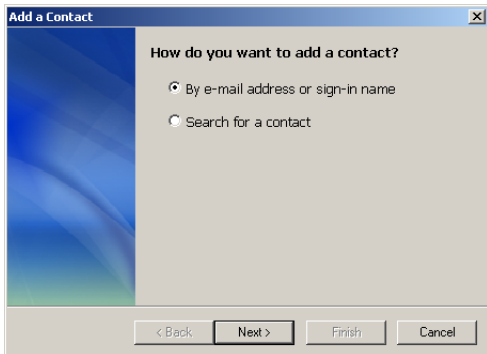 Add a Contact
How do you want to add a contact?
By e-mail address or sign-in name
Search for a contact
< Back Next > Finish Cancel